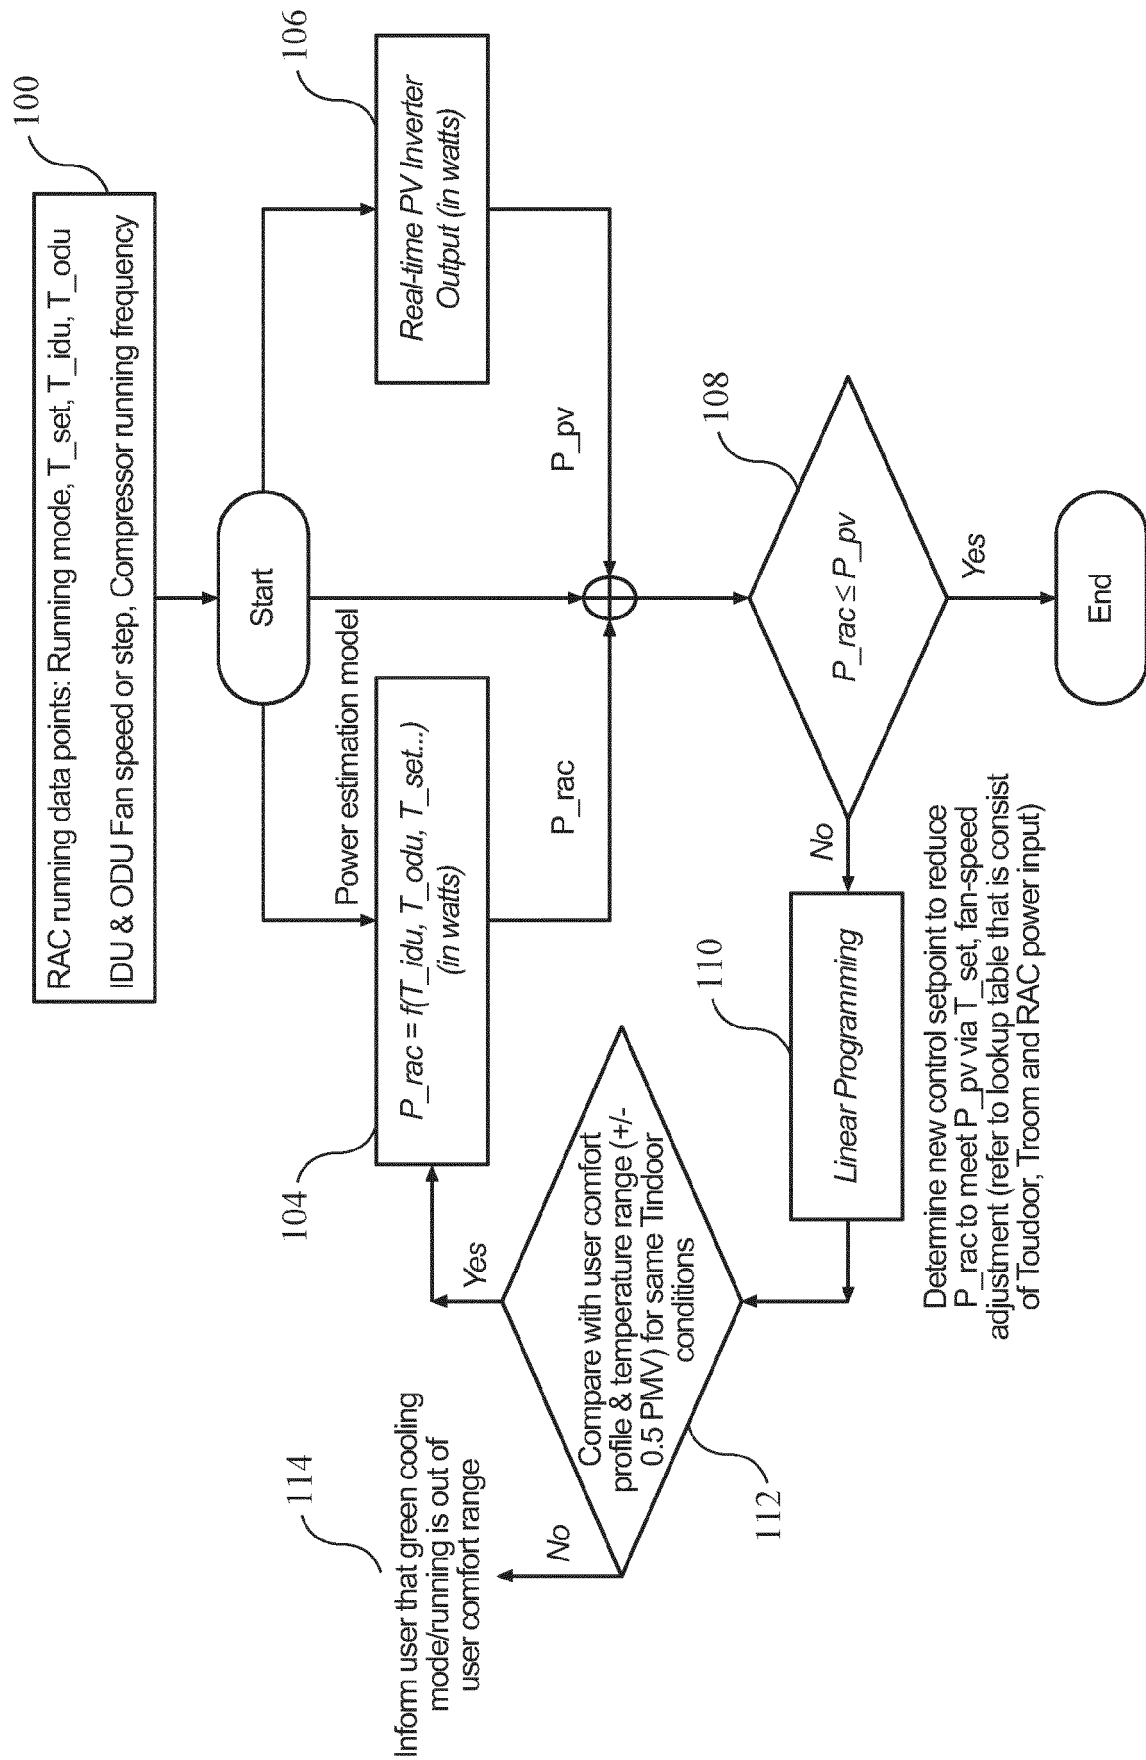 100
RAC running data points: Running mode, T_set, T_idu, T_odu
IDU & ODU Fan speed or step, Compressor running frequency
Start
Power estimation model
104
P_rac = f(T_idu, T_odu, T_set...)
(in watts)
106
Real-time PV Inverter
Output (in watts)
P_rac
P_pv
108
P_rac ≤ P_pv
Yes
End
No
110
Linear Programming
Determine new control setpoint to reduce
P_rac to meet P_pv via T_set, fan-speed
adjustment (refer to lookup table that is consist
of Toudoor, Troom and RAC power input)
112
Compare with user comfort
profile & temperature range (+/-
0.5 PMV) for same Tindoor
conditions
Yes
No
114
Inform user that green cooling
mode/running is out of
user comfort range